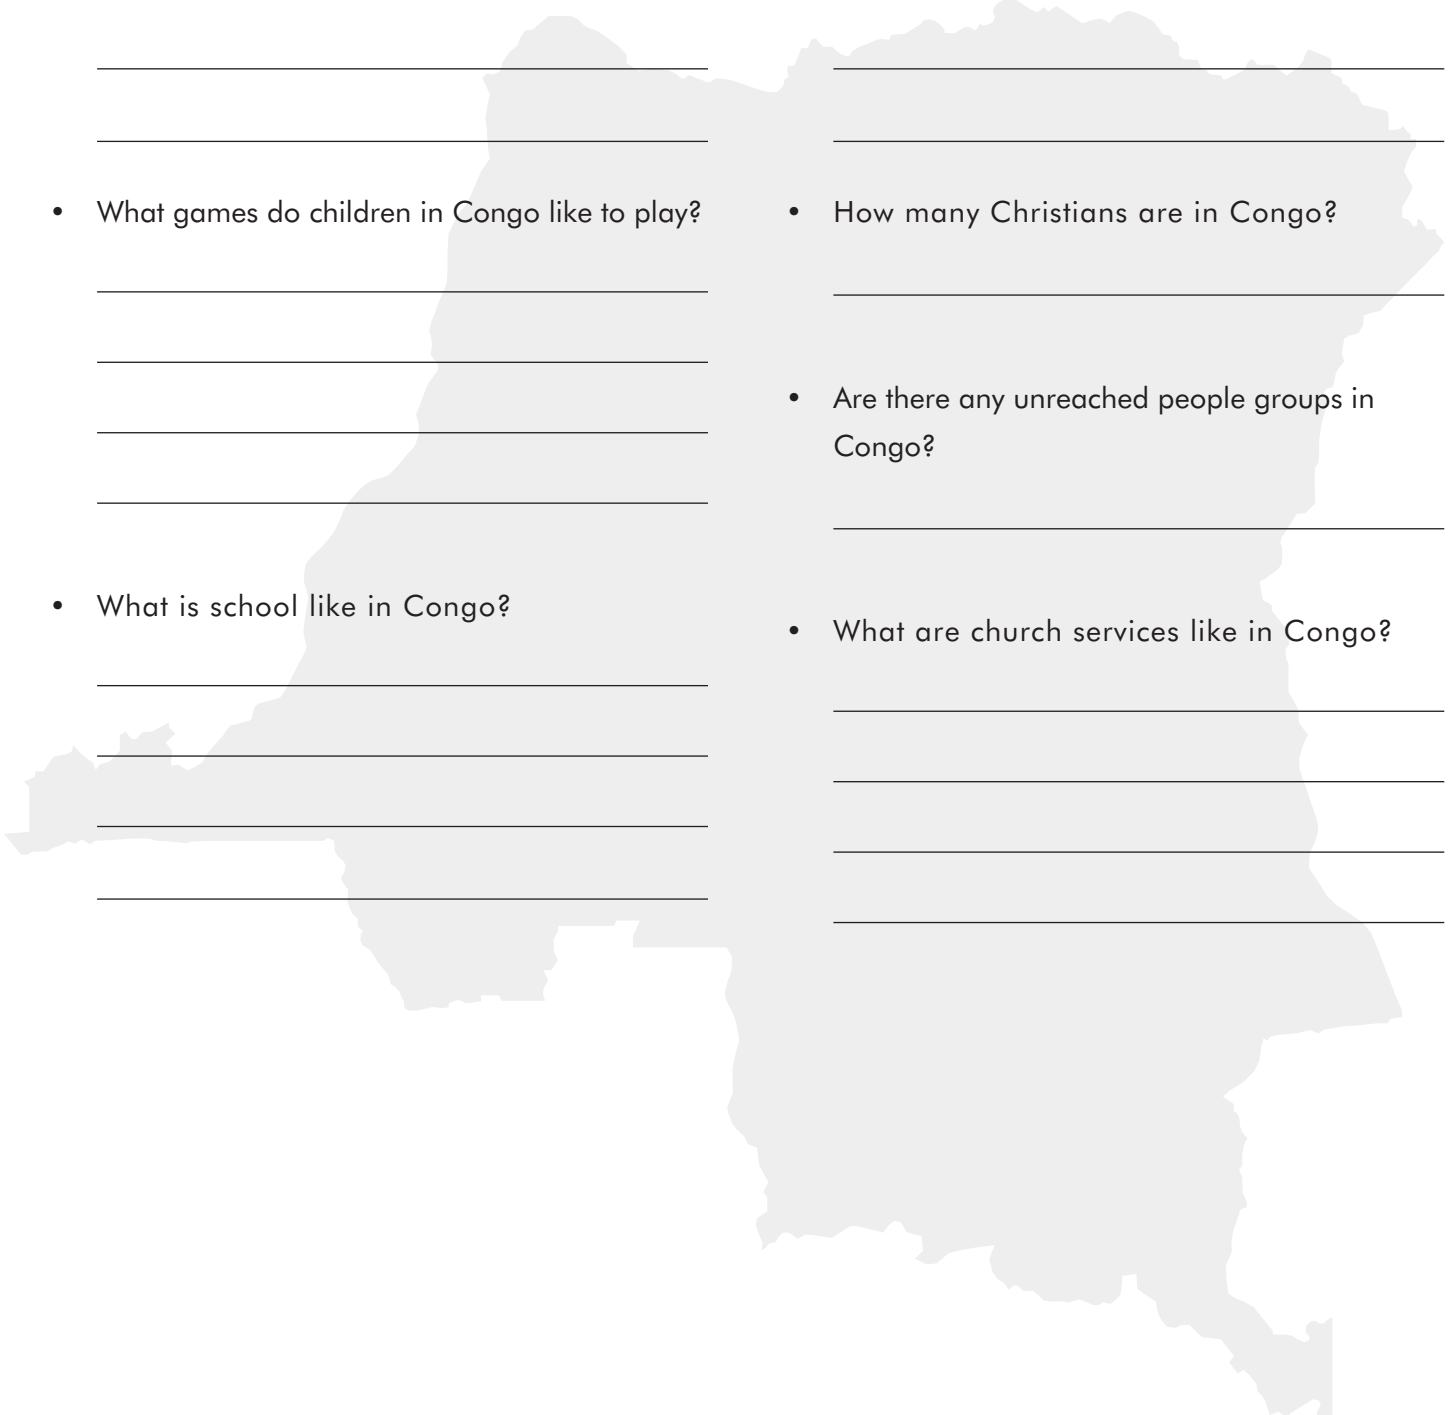 • What games do children in Congo like to play?
• What is school like in Congo?
• How many Christians are in Congo?
• Are there any unreached people groups in
Congo?
• What are church services like in Congo?